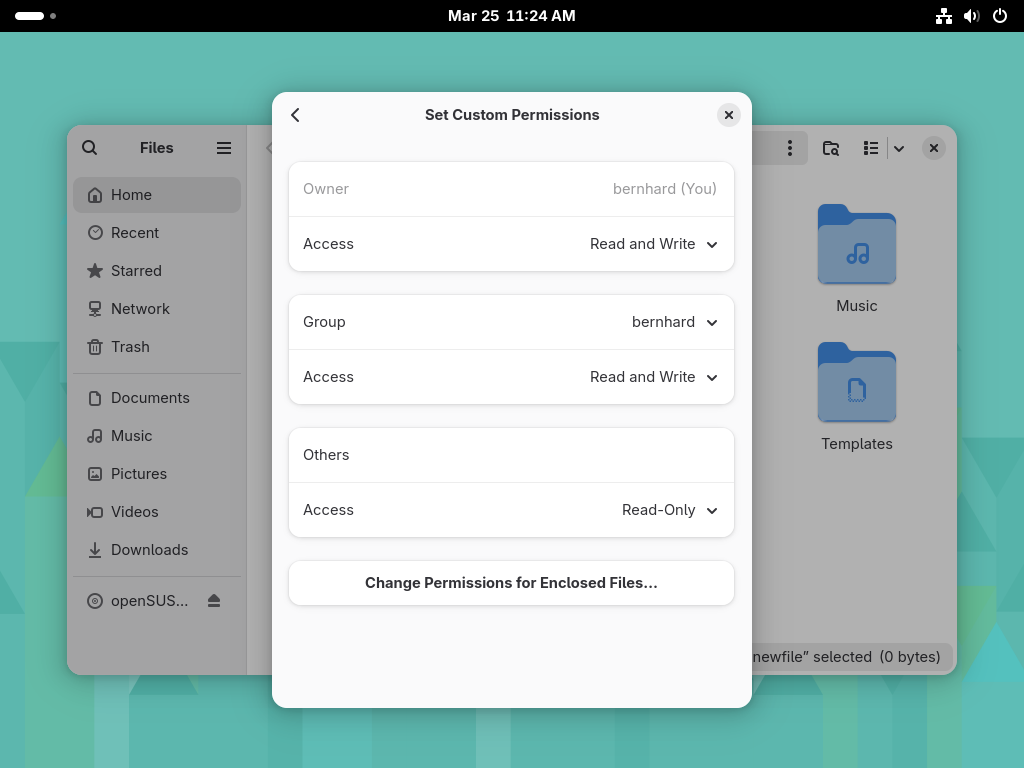 Mar 25 11:24 AM
Set Custom Permissions
Files
Home
Recent
Starred
Network
Trash
Documents
Music
Pictures
Videos
Downloads
openSUS...
Owner bernhard (You)
Access Read and Write
Group bernhard
Access Read and Write
Others
Access Read-Only
Change Permissions for Enclosed Files...
Music
Templates
newfile” selected (0 bytes)